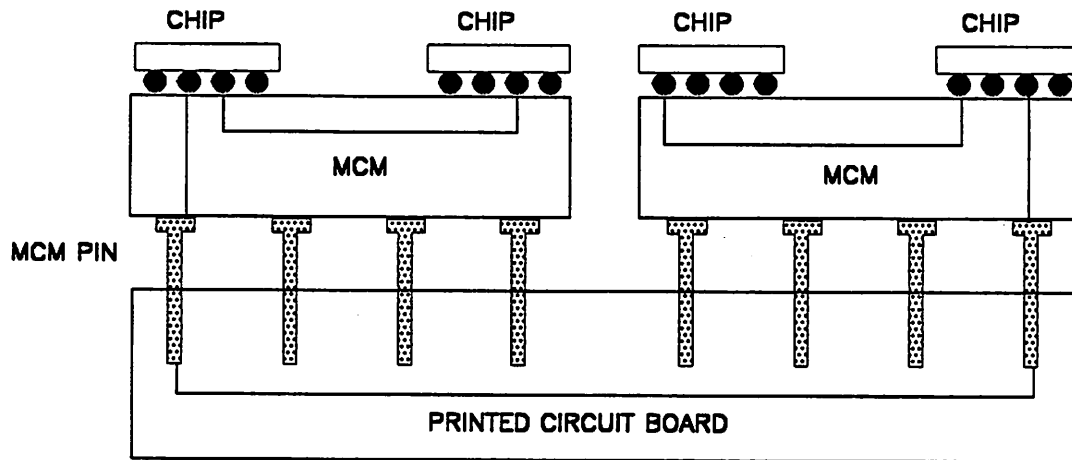 CHIP
CHIP
CHIP
CHIP
MCM
MCM
MCM PIN
PRINTED CIRCUIT BOARD